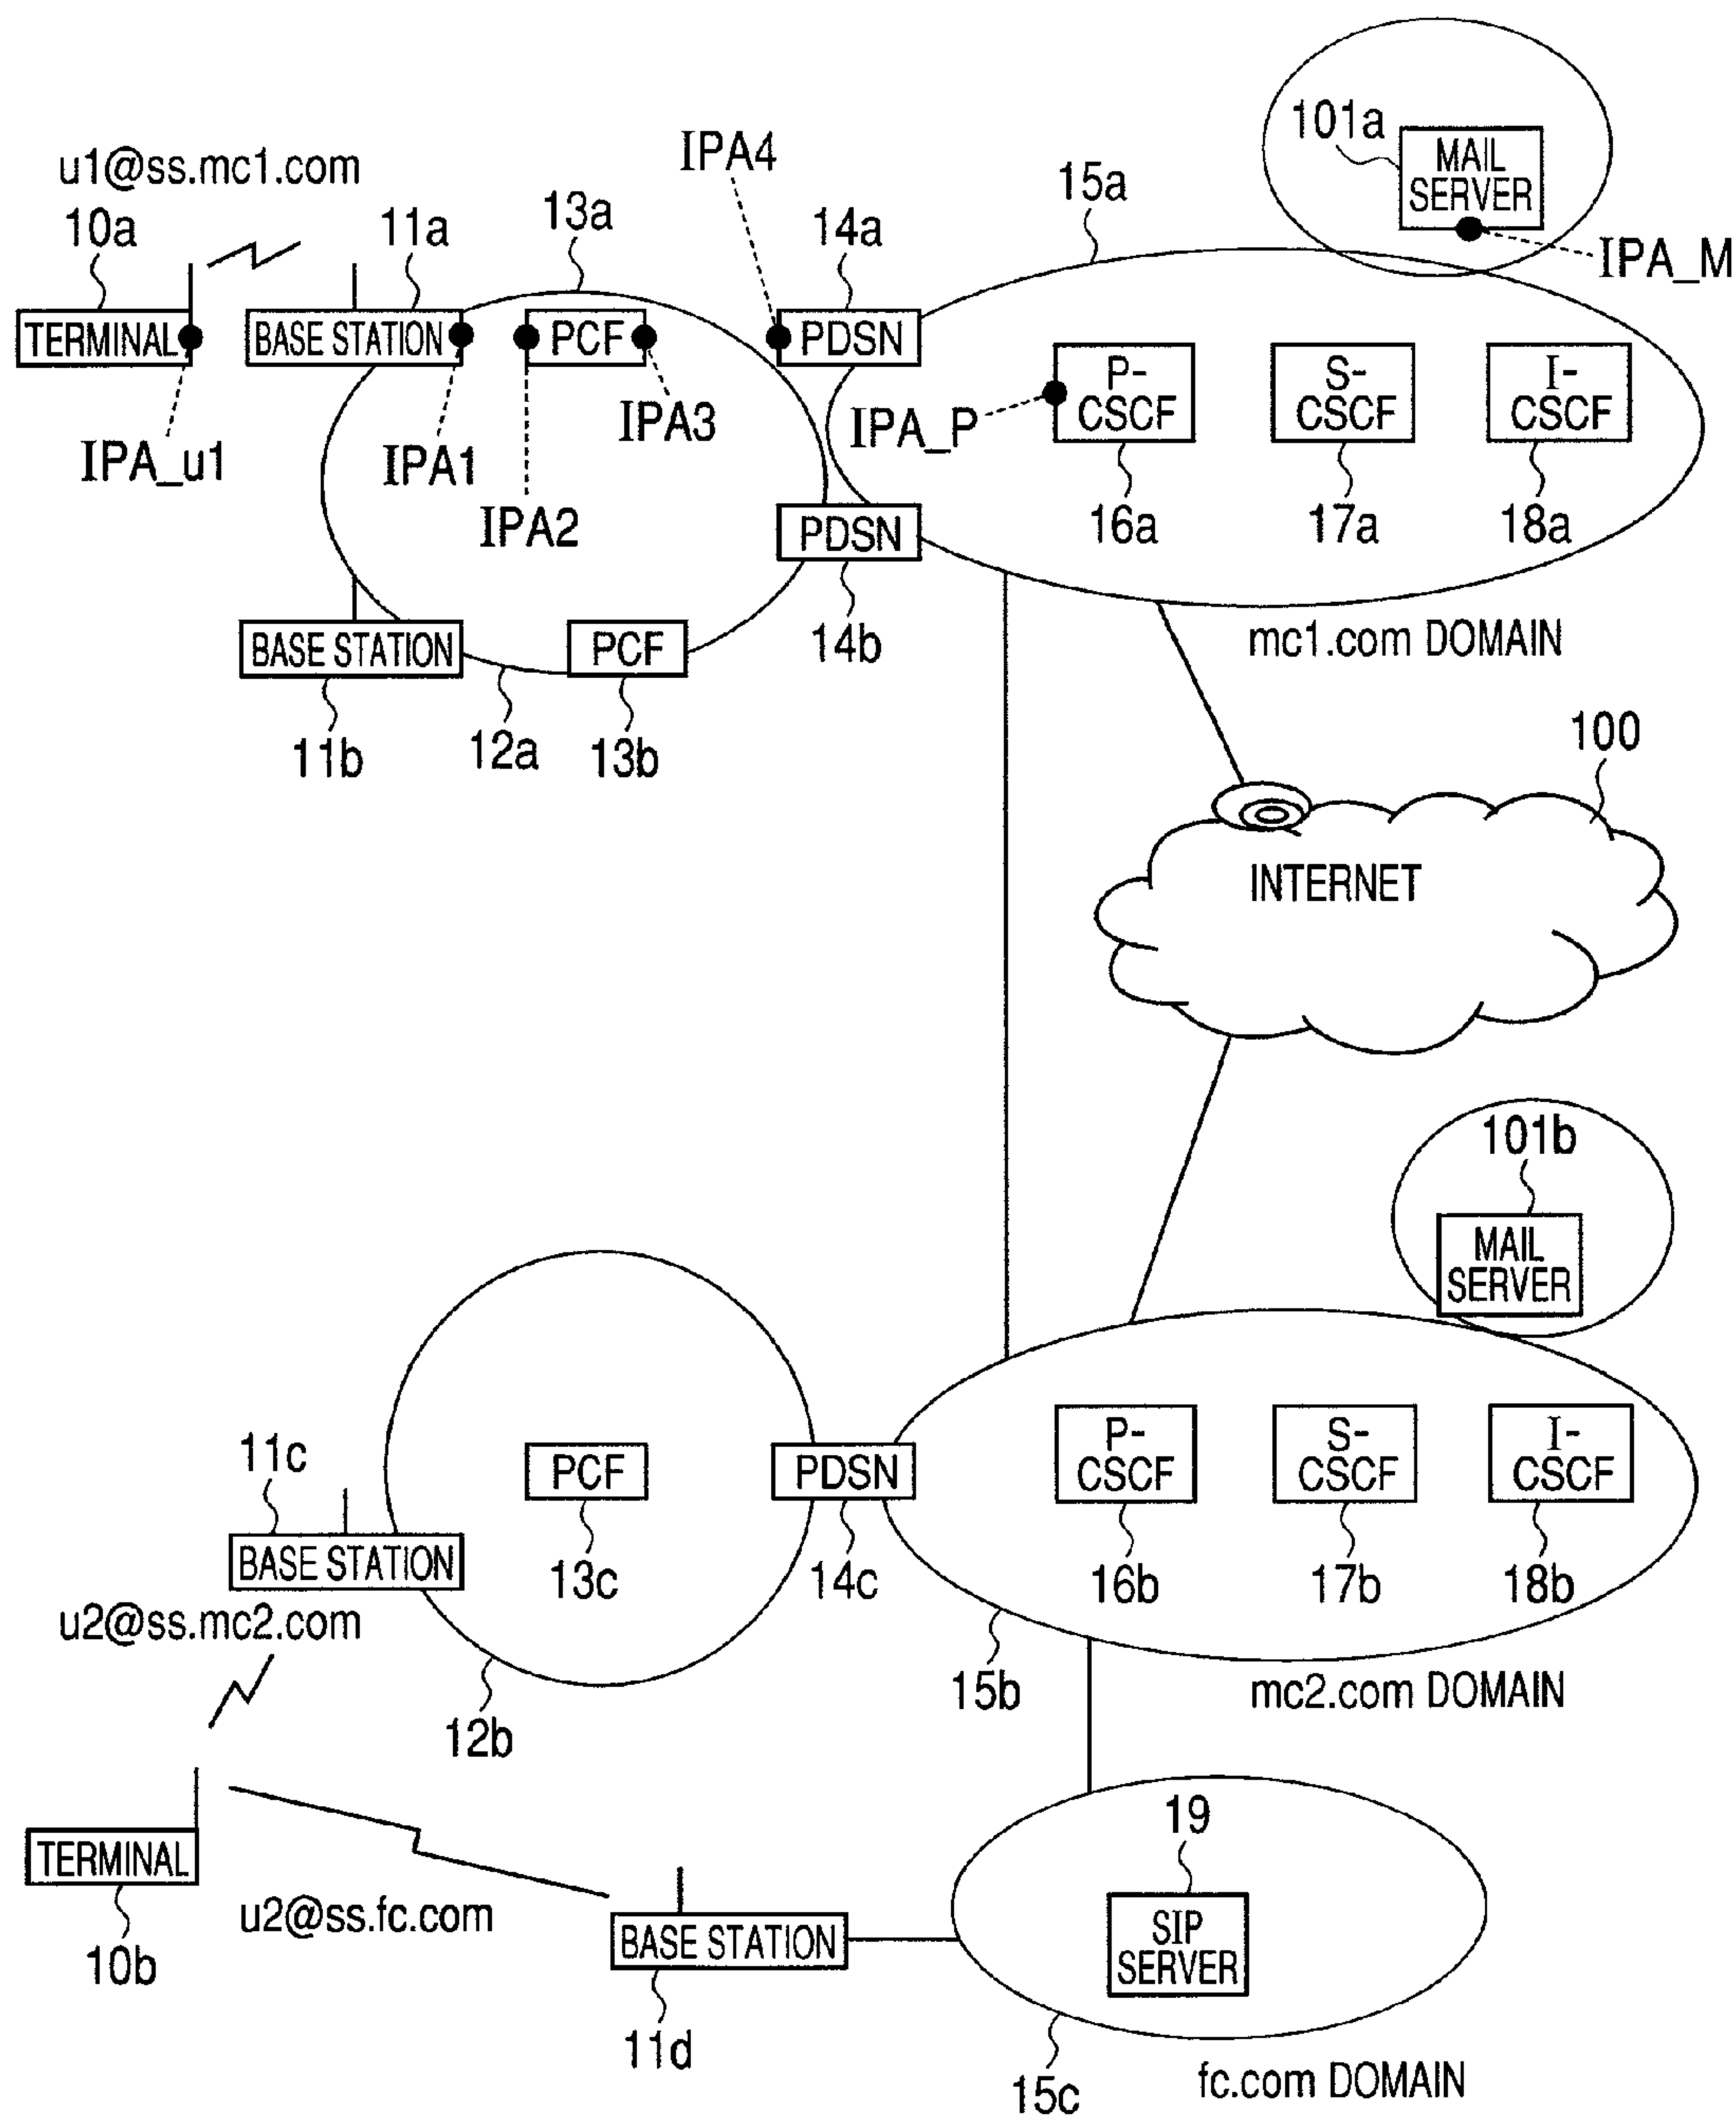 101a
MAIL
SERVER
IPA_M
u1@ss.mc1.com
IPA4
10a
11a
13a
14a
15a
TERMINAL
BASE STATION
PCF
PDSN
P-
CSCF
S-
CSCF
I-
CSCF
IPA_u1
IPA1
IPA2
IPA3
IPA_P
16a
17a
18a
PDSN
14b
mc1.com DOMAIN
BASE STATION
PCF
11b
12a
13b
100
INTERNET
101b
MAIL
SERVER
11c
BASE STATION
PCF
PDSN
P-
CSCF
S-
CSCF
I-
CSCF
13c
14c
16b
17b
18b
u2@ss.mc2.com
12b
15b
mc2.com DOMAIN
TERMINAL
10b
u2@ss.fc.com
BASE STATION
11d
19
SIP
SERVER
15c
fc.com DOMAIN